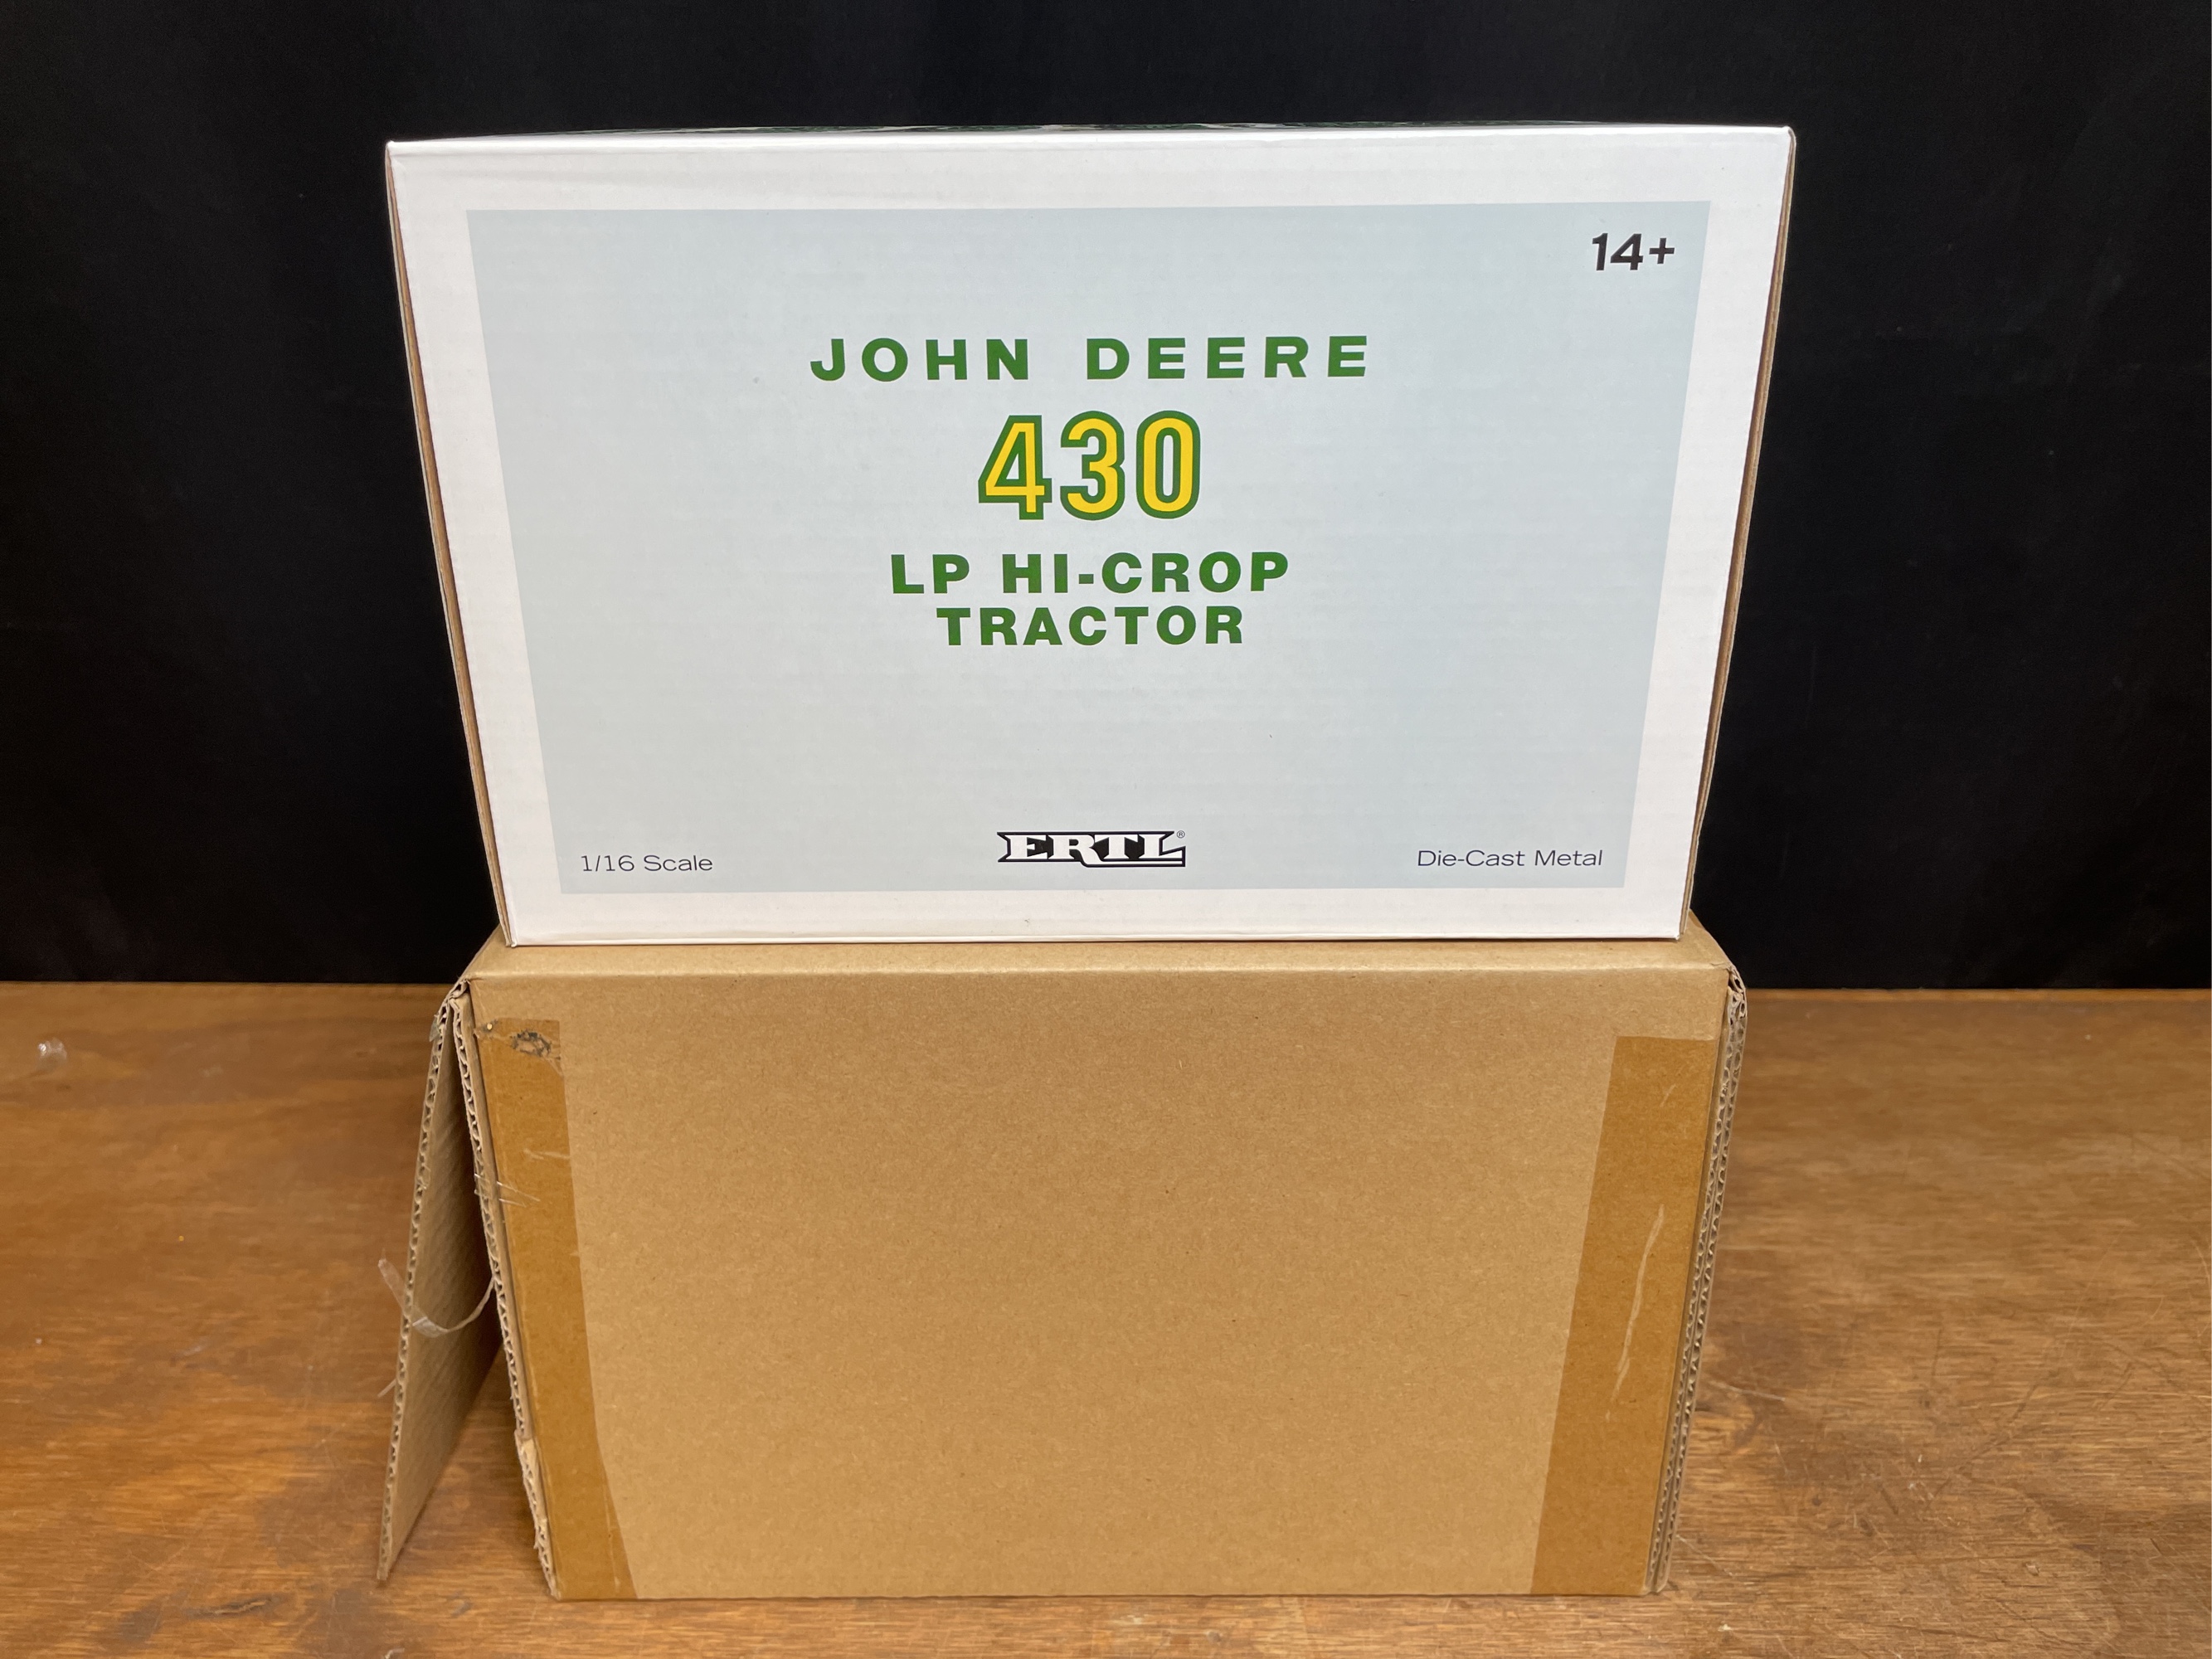 14+
JOHN DEERE
430
LP HI-CROP
TRACTOR
1/16 Scale
ERTL®
Die-Cast Metal